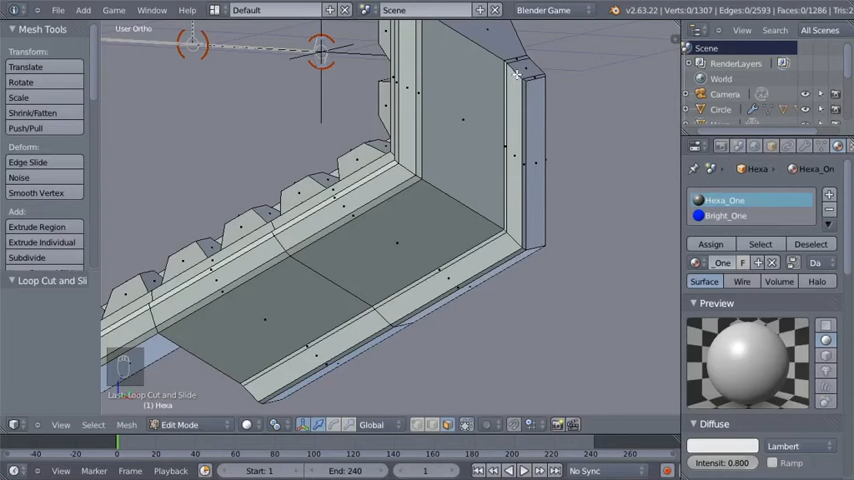 File Add Game Window Help Default Scene Blender Game v2.63.22 | Verts:0/1307 | Edges:0/2593 | Faces:0/1286 |
Mesh Tools
User Ortho
View Search All Scenes
Scene
RenderLayers
World
Camera
Circle
Transform:
Translate
Rotate
Scale
Shrink/Fatten
Push/Pull
Deform:
Edge Slide
Noise
Smooth Vertex
Add:
Extrude Region
Extrude Individual
Subdivide
Loop Cut and Sli
Last: Loop Cut and Slide
(1) Hexa
Hexa Hexa_On
Hexa_One
Bright_One
Assign Select Deselect
_One F Da
Surface Wire Volume Halo
Preview
Diffuse
Lambert
Intensit: 0.800 Ramp
View Select Mesh Edit Mode Global
-40 -20 0 20 40 60 80 100 120 140 160 180 200 220 240 260
View Marker Frame Playback Start: 1 End: 240 1 No Sync